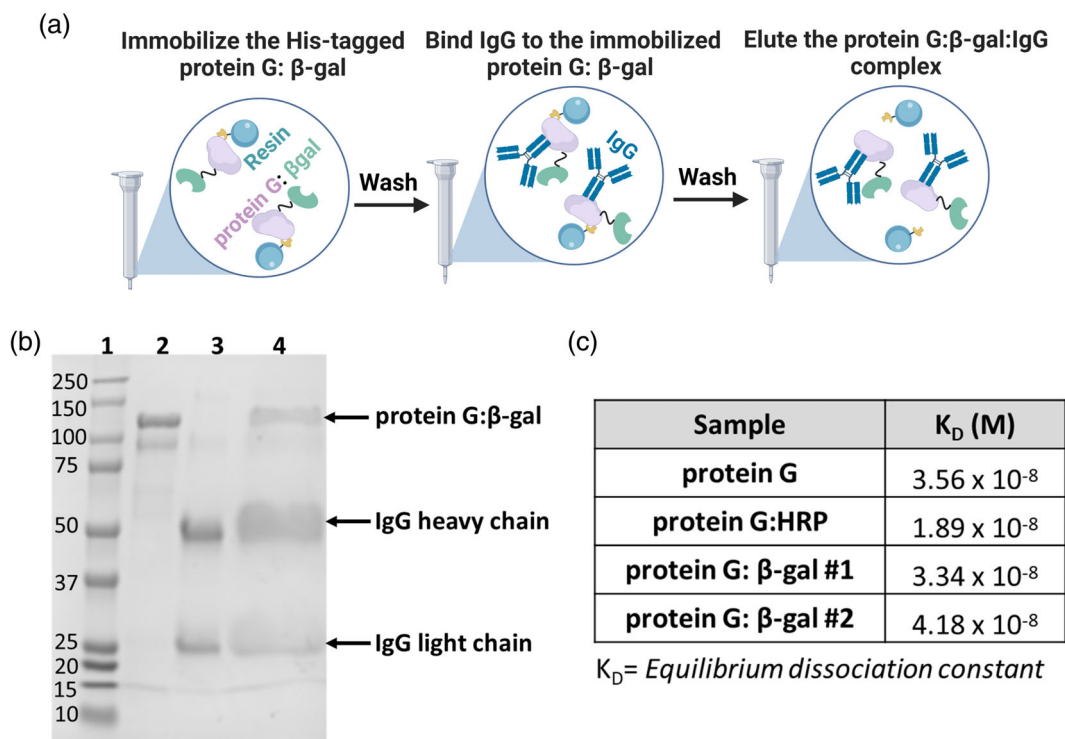 (a)
Immobilize the His-tagged
protein G: β-gal
Bind IgG to the immobilized
protein G: β-gal
Elute the protein G:β-gal:IgG
complex
Resin
protein G: βgal
Wash
IgG
Wash
(b)
1 2 3 4
250
150
100
75
50
37
25
20
15
10
protein G:β-gal
IgG heavy chain
IgG light chain
(c)
Sample K_D (M)
protein G 3.56 x 10⁻⁸
protein G:HRP 1.89 x 10⁻⁸
protein G: β-gal #1 3.34 x 10⁻⁸
protein G: β-gal #2 4.18 x 10⁻⁸
K_D= Equilibrium dissociation constant